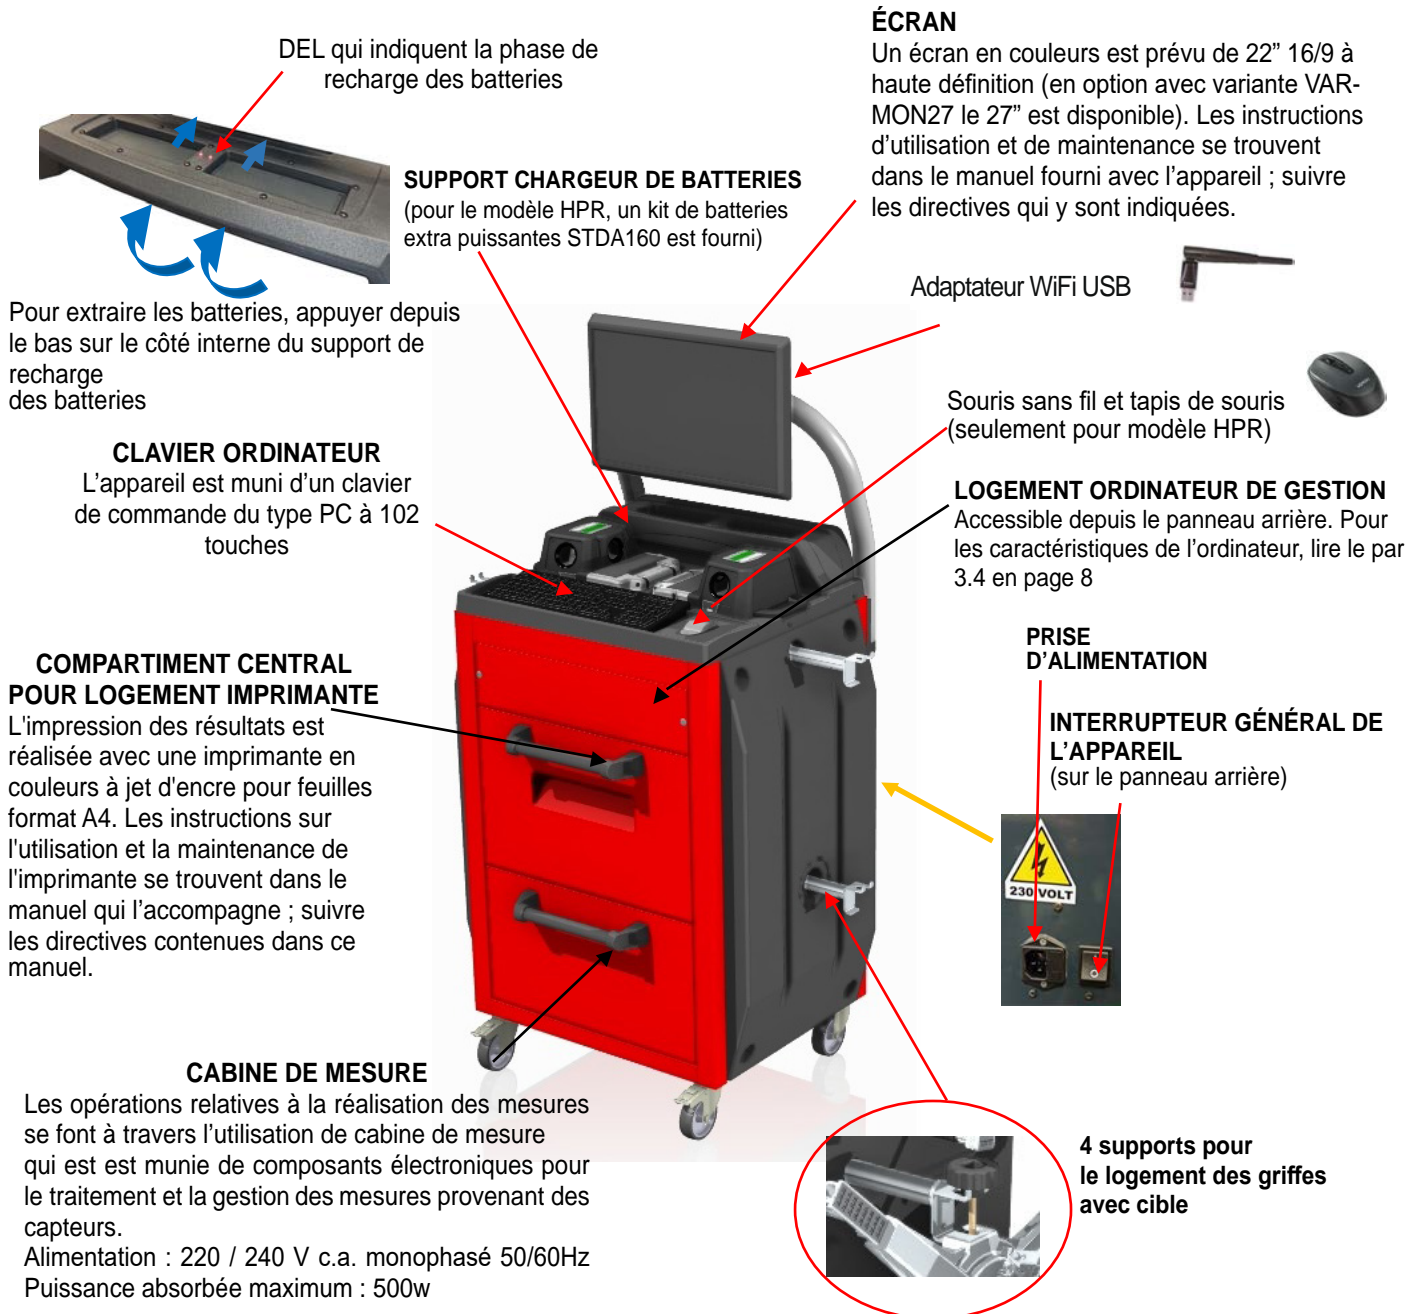 DEL qui indiquent la phase de
recharge des batteries
Pour extraire les batteries, appuyer depuis
le bas sur le côté interne du support de
recharge
des batteries
SUPPORT CHARGEUR DE BATTERIES
(pour le modèle HPR, un kit de batteries
extra puissantes STDA160 est fourni)
ÉCRAN
Un écran en couleurs est prévu de 22” 16/9 à
haute définition (en option avec variante VAR-
MON27 le 27” est disponible). Les instructions
d’utilisation et de maintenance se trouvent
dans le manuel fourni avec l’appareil ; suivre
les directives qui y sont indiquées.
Adaptateur WiFi USB
Souris sans fil et tapis de souris
(seulement pour modèle HPR)
CLAVIER ORDINATEUR
L’appareil est muni d’un clavier
de commande du type PC à 102
touches
LOGEMENT ORDINATEUR DE GESTION
Accessible depuis le panneau arrière. Pour
les caractéristiques de l’ordinateur, lire le par
3.4 en page 8
COMPARTIMENT CENTRAL
POUR LOGEMENT IMPRIMANTE
L'impression des résultats est
réalisée avec une imprimante en
couleurs à jet d'encre pour feuilles
format A4. Les instructions sur
l'utilisation et la maintenance de
l'imprimante se trouvent dans le
manuel qui l’accompagne ; suivre
les directives contenues dans ce
manuel.
PRISE
D’ALIMENTATION
INTERRUPTEUR GÉNÉRAL DE
L’APPAREIL
(sur le panneau arrière)
230 VOLT
CABINE DE MESURE
Les opérations relatives à la réalisation des mesures
se font à travers l’utilisation de cabine de mesure
qui est est munie de composants électroniques pour
le traitement et la gestion des mesures provenant des
capteurs.
Alimentation : 220 / 240 V c.a. monophasé 50/60Hz
Puissance absorbée maximum : 500w
4 supports pour
le logement des griffes
avec cible